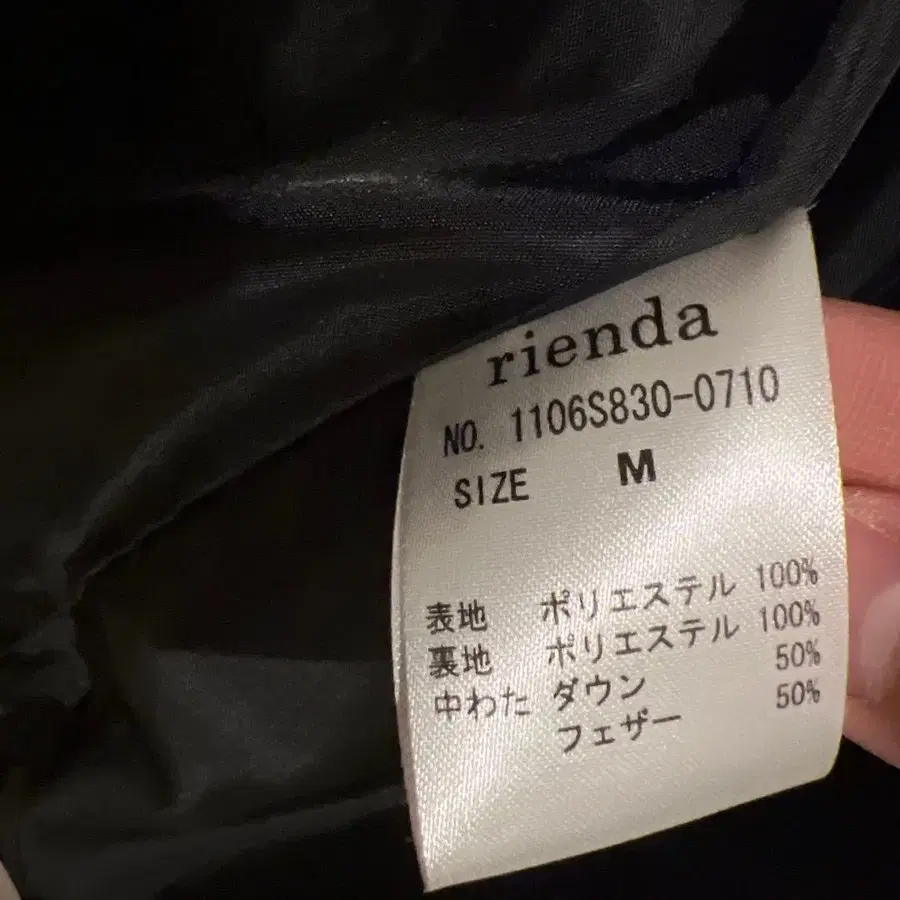 rienda
NO. 1106S830-0710
SIZE M
表地 ポリエステル 100%
裏地 ポリエステル 100%
中わた ダウン 50%
フェザー 50%